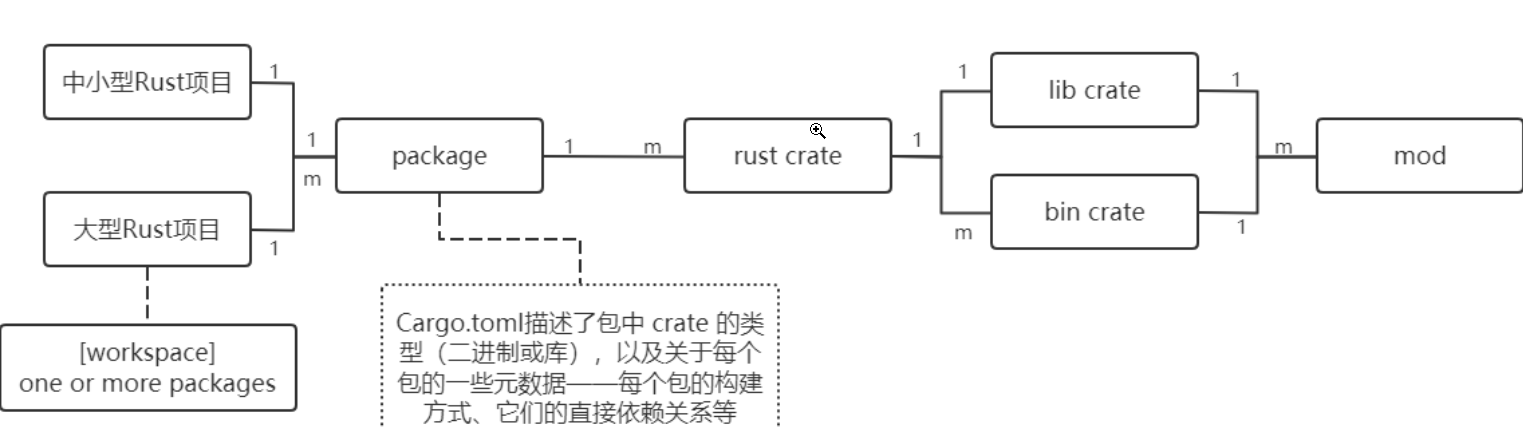 中小型Rust项目
1
1
m
大型Rust项目
1
[workspace]
one or more packages
package
1
m
Cargo.toml描述了包中 crate 的类
型（二进制或库），以及关于每个
包的一些元数据——每个包的构建
方式、它们的直接依赖关系等
rust crate
1
1
m
lib crate
1
bin crate
1
m
mod